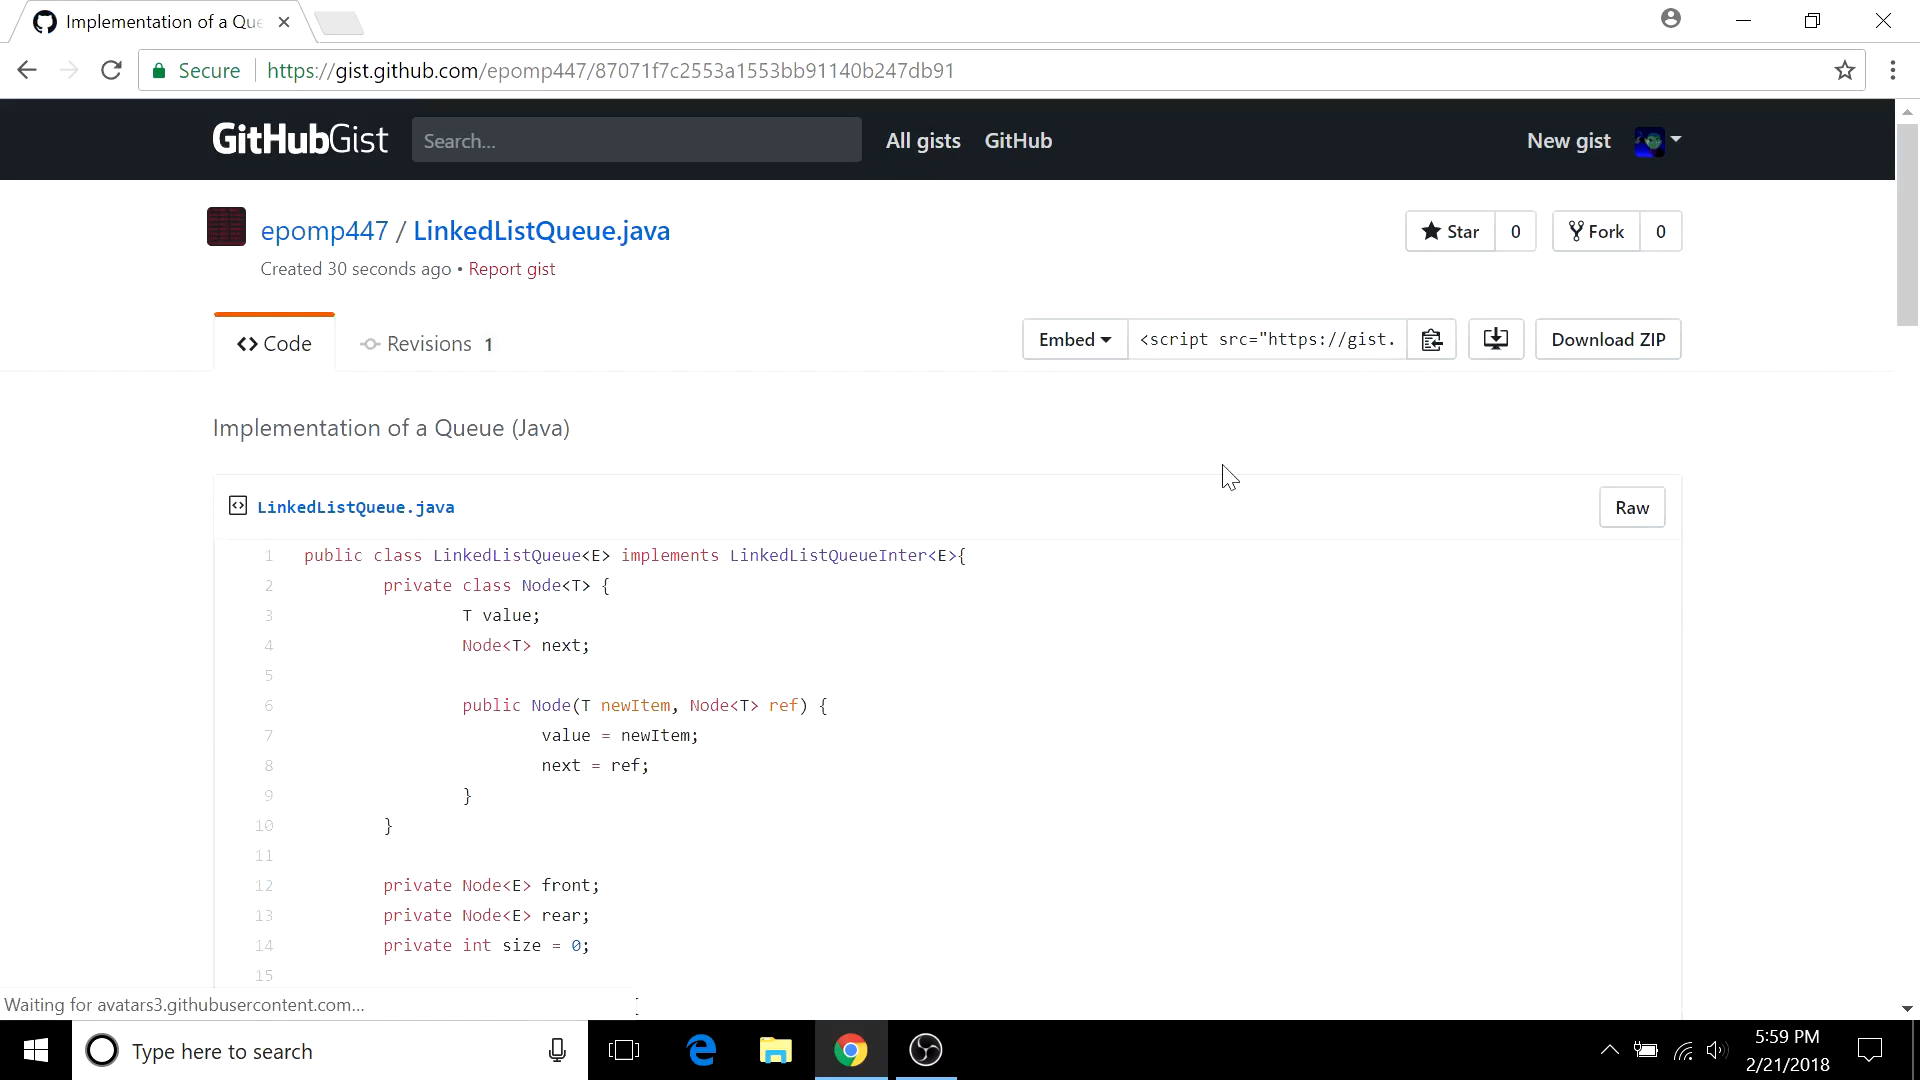 Implementation of a Que
Secure https://gist.github.com/epomp447/87071f7c2553a1553bb91140b247db91
GitHubGist Search... All gists GitHub New gist
epomp447 / LinkedListQueue.java Star 0 Fork 0
Created 30 seconds ago • Report gist
Code Revisions 1 Embed <script src="https://gist. Download ZIP
Implementation of a Queue (Java)
LinkedListQueue.java Raw
1 public class LinkedListQueue<E> implements LinkedListQueueInter<E>{
2 private class Node<T> {
3 T value;
4 Node<T> next;
5
6 public Node(T newItem, Node<T> ref) {
7 value = newItem;
8 next = ref;
9 }
10 }
11
12 private Node<E> front;
13 private Node<E> rear;
14 private int size = 0;
15
Waiting for avatars3.githubusercontent.com...
Type here to search
5:59 PM
2/21/2018